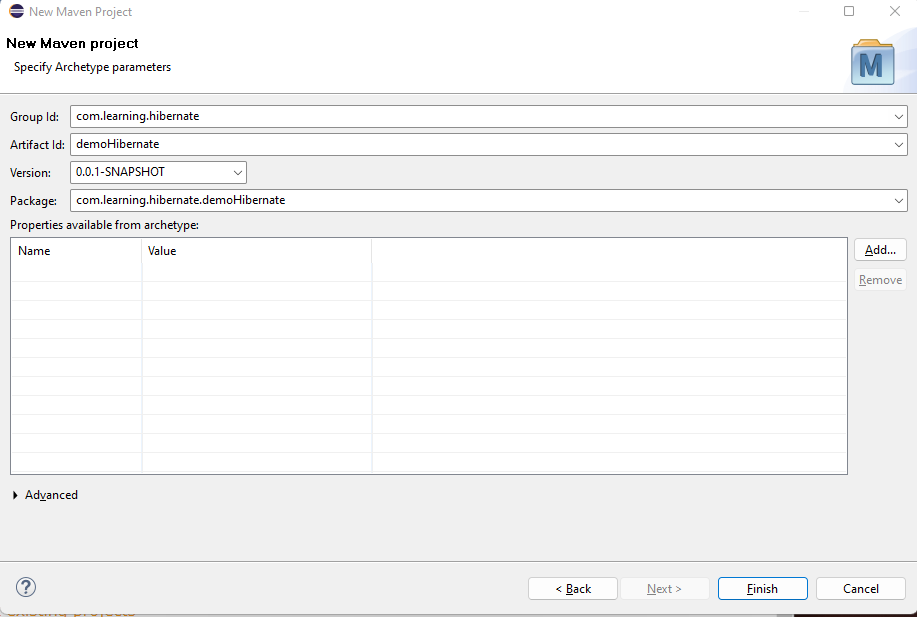 New Maven Project
New Maven project
Specify Archetype parameters
M
Group Id: com.learning.hibernate
Artifact Id: demoHibernate
Version: 0.0.1-SNAPSHOT
Package: com.learning.hibernate.demoHibernate
Properties available from archetype:
Name Value
Add...
Remove
Advanced
? < Back Next > Finish Cancel
existing projects